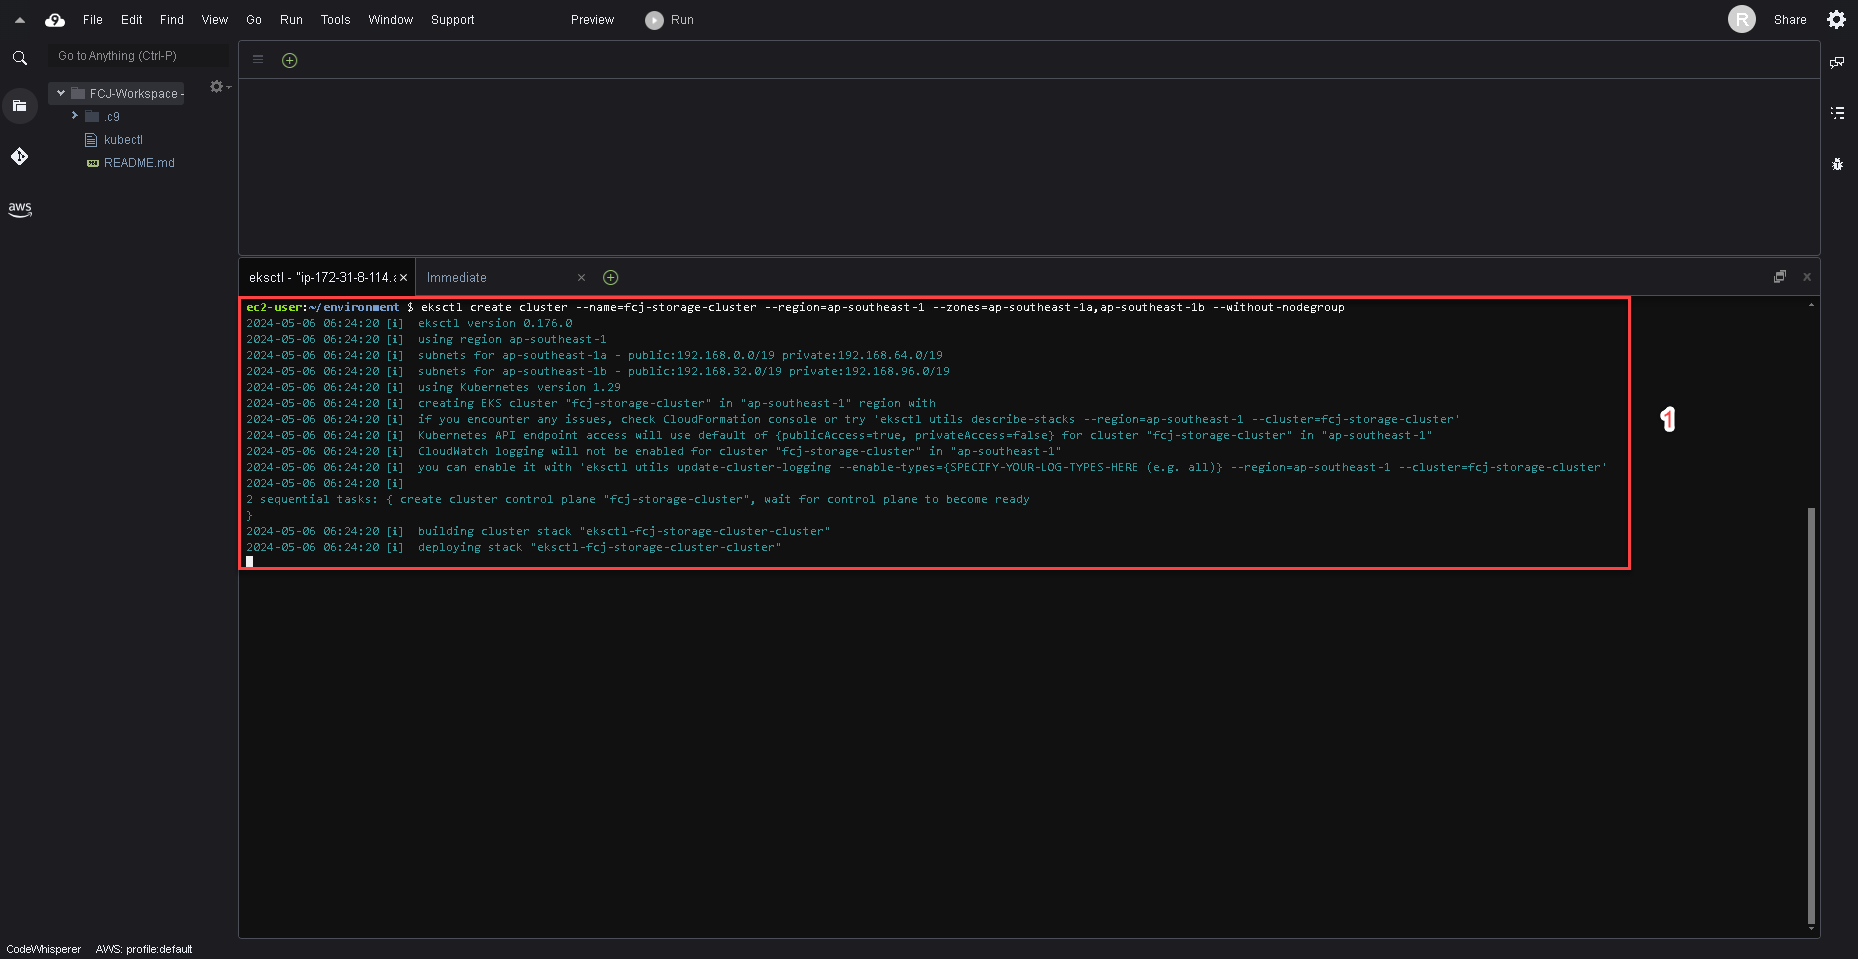 File Edit Find View Go Run Tools Window Support Preview Run R Share
9
Go to Anything (Ctrl-P)
FCJ-Workspace -
.c9
kubectl
README.md
aws
eksctl - "ip-172-31-8-114. Immediate
ec2-user:~/environment $ eksctl create cluster --name=fcj-storage-cluster --region=ap-southeast-1 --zones=ap-southeast-1a,ap-southeast-1b --without-nodegroup
2024-05-06 06:24:20 [i] eksctl version 0.176.0
2024-05-06 06:24:20 [i] using region ap-southeast-1
2024-05-06 06:24:20 [i] subnets for ap-southeast-1a - public:192.168.0.0/19 private:192.168.64.0/19
2024-05-06 06:24:20 [i] subnets for ap-southeast-1b - public:192.168.32.0/19 private:192.168.96.0/19
2024-05-06 06:24:20 [i] using Kubernetes version 1.29
2024-05-06 06:24:20 [i] creating EKS cluster "fcj-storage-cluster" in "ap-southeast-1" region with
2024-05-06 06:24:20 [i] if you encounter any issues, check CloudFormation console or try 'eksctl utils describe-stacks --region=ap-southeast-1 --cluster=fcj-storage-cluster'
2024-05-06 06:24:20 [i] Kubernetes API endpoint access will use default of {publicAccess=true, privateAccess=false} for cluster "fcj-storage-cluster" in "ap-southeast-1"
2024-05-06 06:24:20 [i] CloudWatch logging will not be enabled for cluster "fcj-storage-cluster" in "ap-southeast-1"
2024-05-06 06:24:20 [i] you can enable it with 'eksctl utils update-cluster-logging --enable-types={SPECIFY-YOUR-LOG-TYPES-HERE (e.g. all)} --region=ap-southeast-1 --cluster=fcj-storage-cluster'
2024-05-06 06:24:20 [i]
2 sequential tasks: { create cluster control plane "fcj-storage-cluster", wait for control plane to become ready
}
2024-05-06 06:24:20 [i] building cluster stack "eksctl-fcj-storage-cluster-cluster"
2024-05-06 06:24:20 [i] deploying stack "eksctl-fcj-storage-cluster-cluster"
1
CodeWhisperer AWS: profile:default